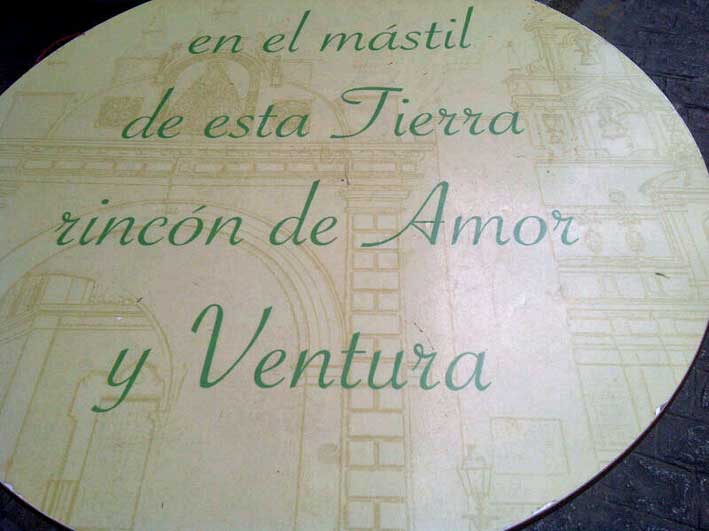 en el mástil
de esta Tierra
rincón de Amor
y Ventura